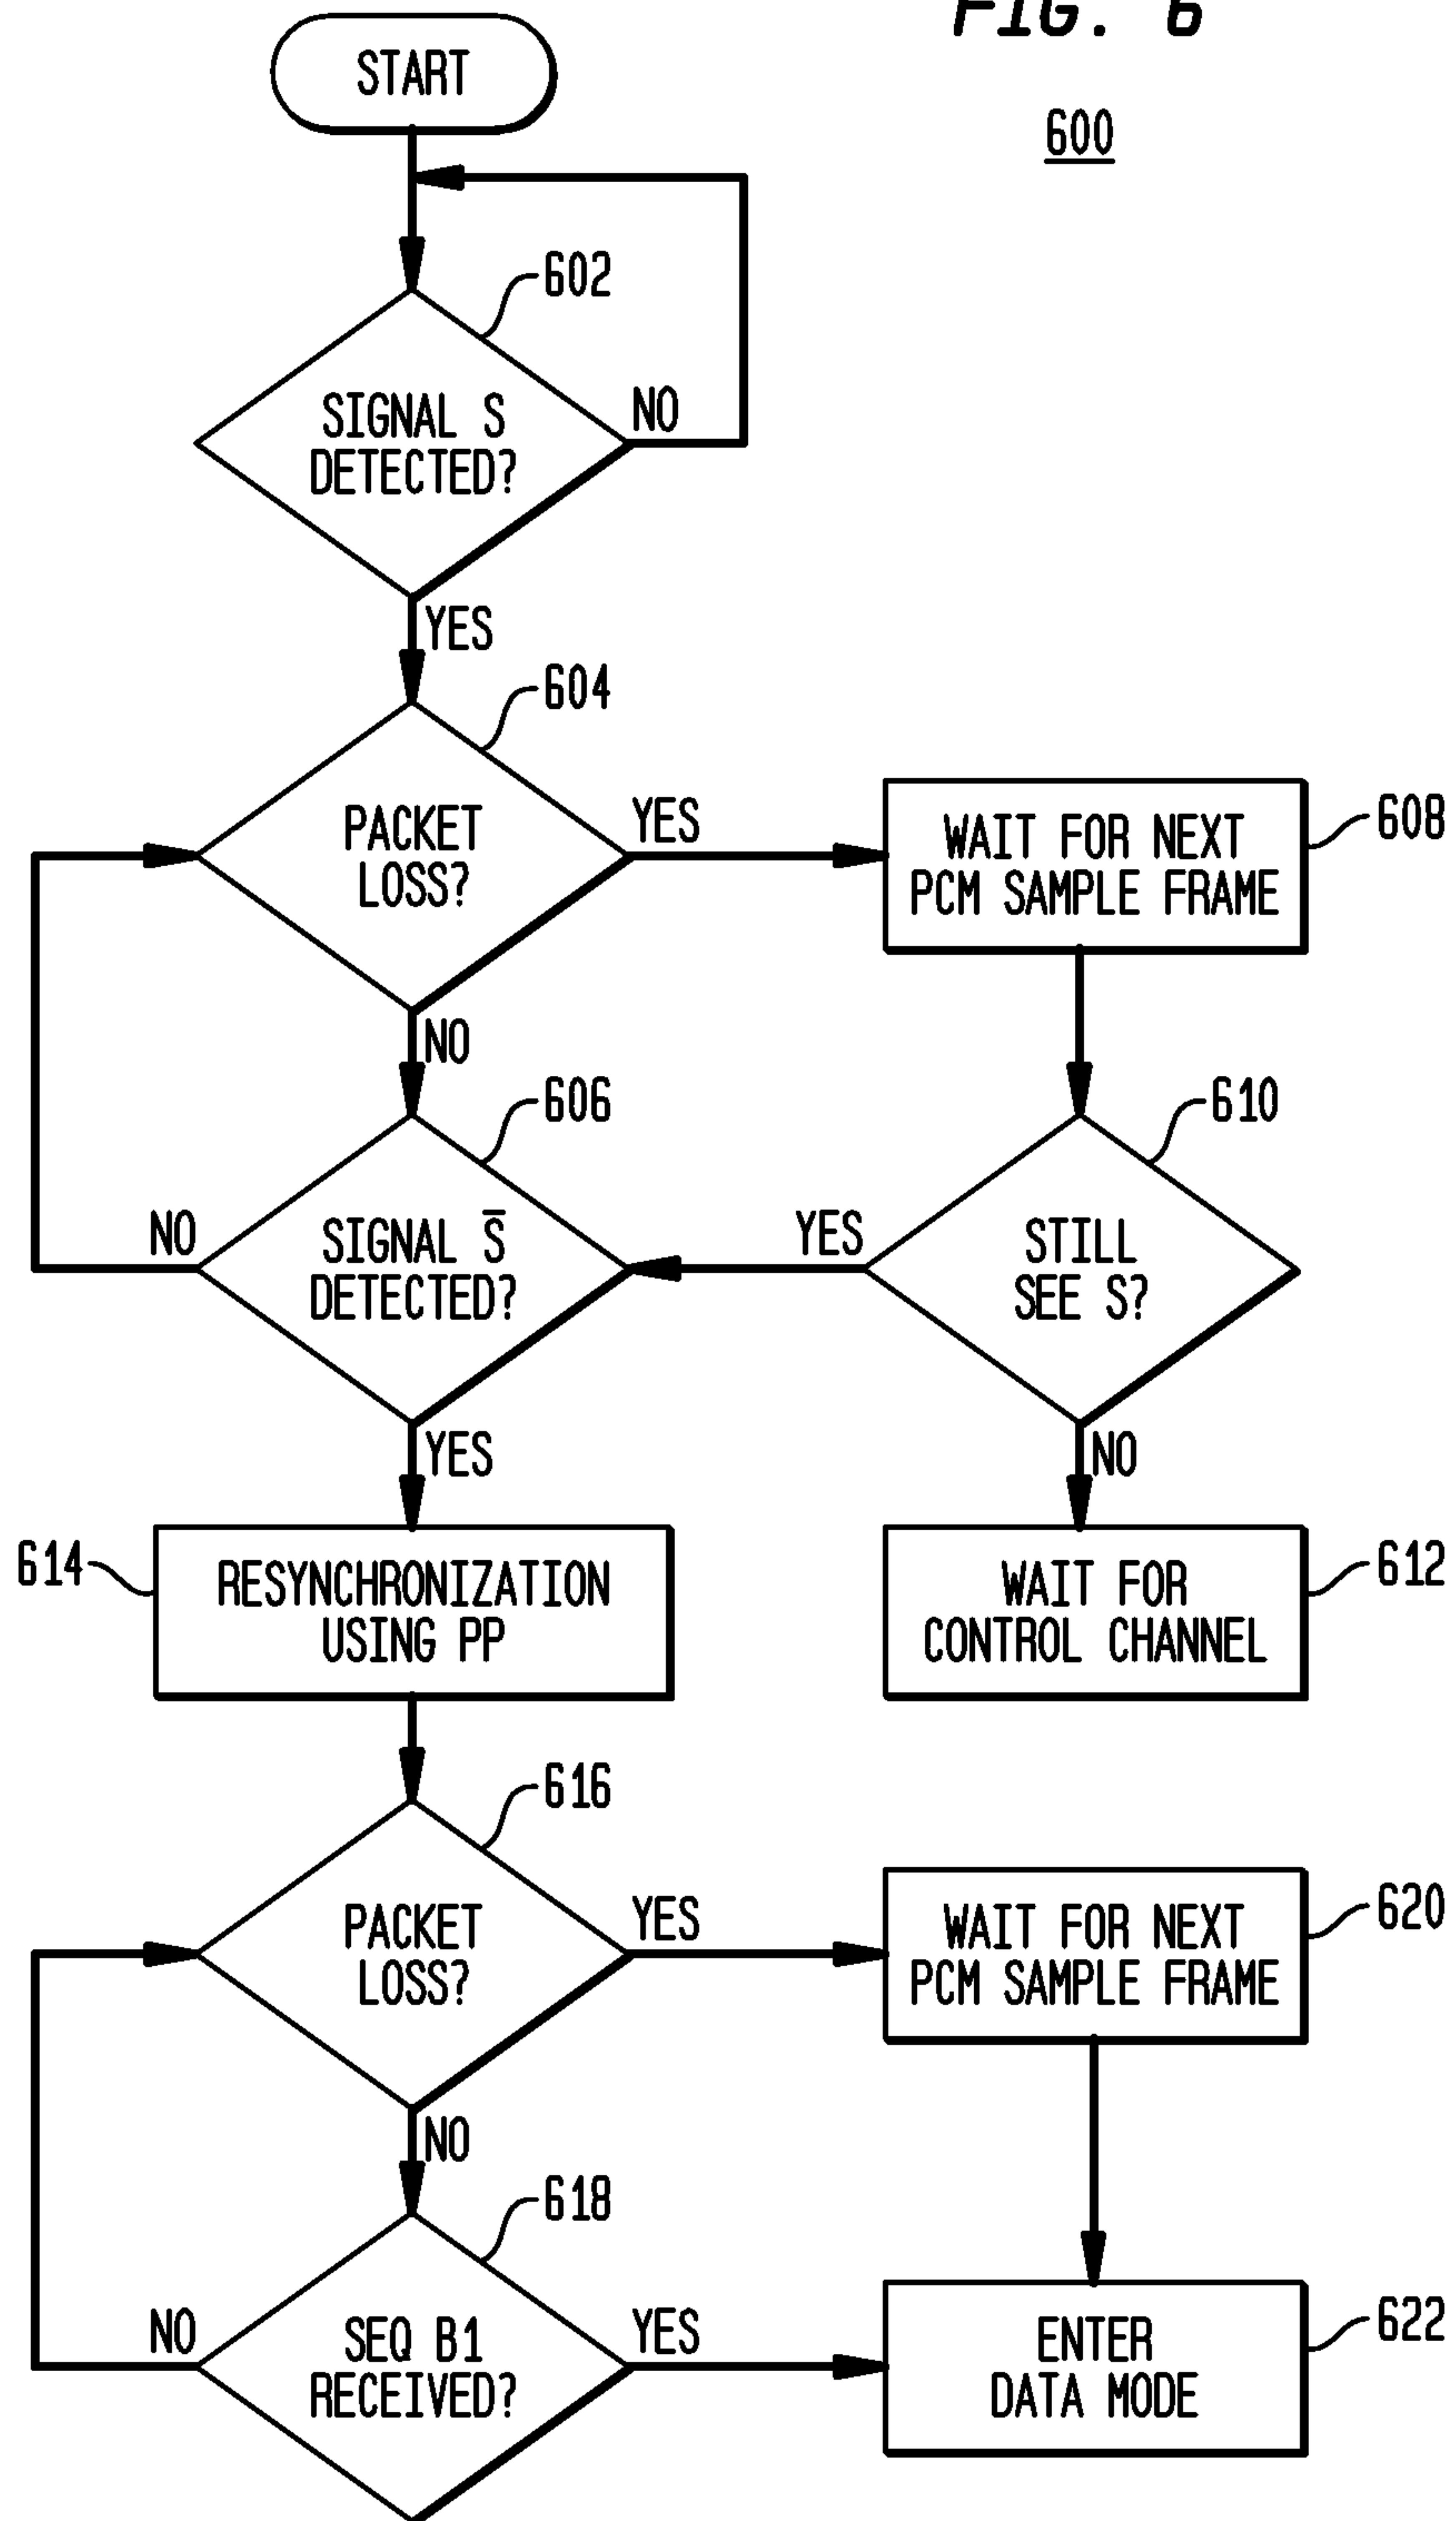 FIG. 6
600
START
602
SIGNAL S
DETECTED?
NO
YES
604
PACKET
LOSS?
YES
NO
608
WAIT FOR NEXT
PCM SAMPLE FRAME
606
SIGNAL S̅
DETECTED?
NO
YES
610
STILL
SEE S?
YES
NO
614
RESYNCHRONIZATION
USING PP
612
WAIT FOR
CONTROL CHANNEL
616
PACKET
LOSS?
YES
NO
620
WAIT FOR NEXT
PCM SAMPLE FRAME
618
SEQ B1
RECEIVED?
NO
YES
622
ENTER
DATA MODE